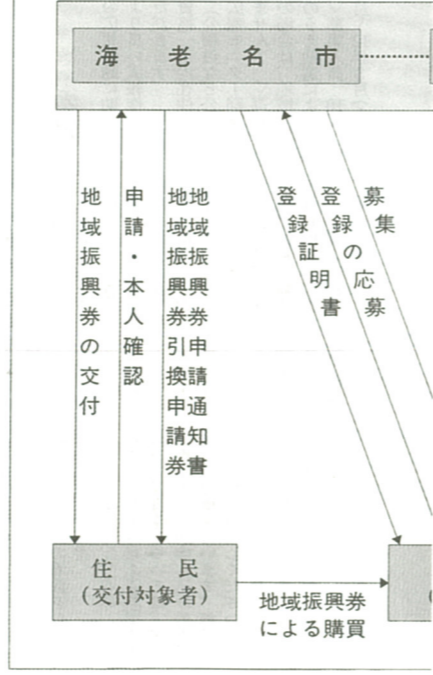 海老名市
地域振興券の交付
申請・本人確認
地域振興券申請通知書
地域振興券引換申請券
登録証明書
登録の応募
募集
住民
(交付対象者)
地域振興券
による購買